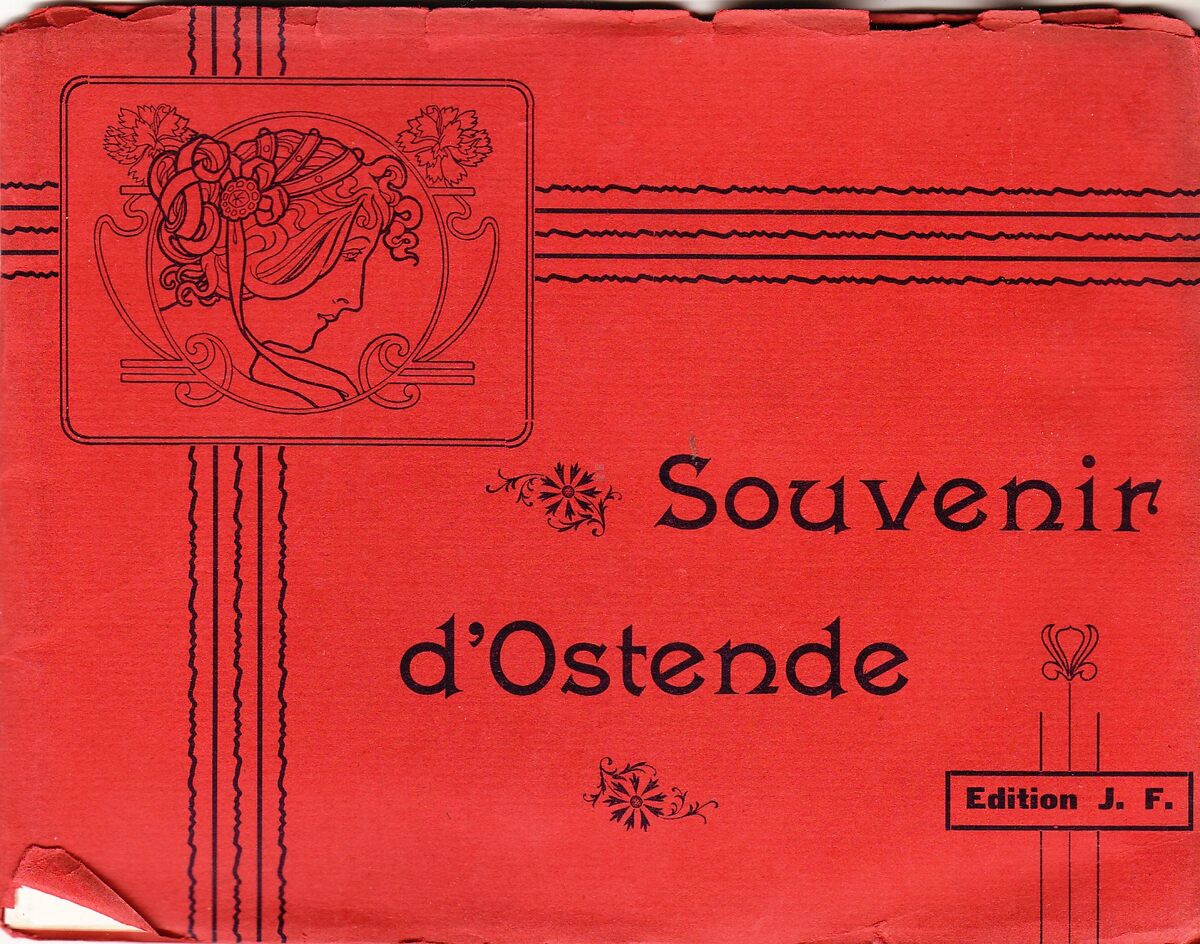 Souvenir
d'Ostende
Edition J. F.